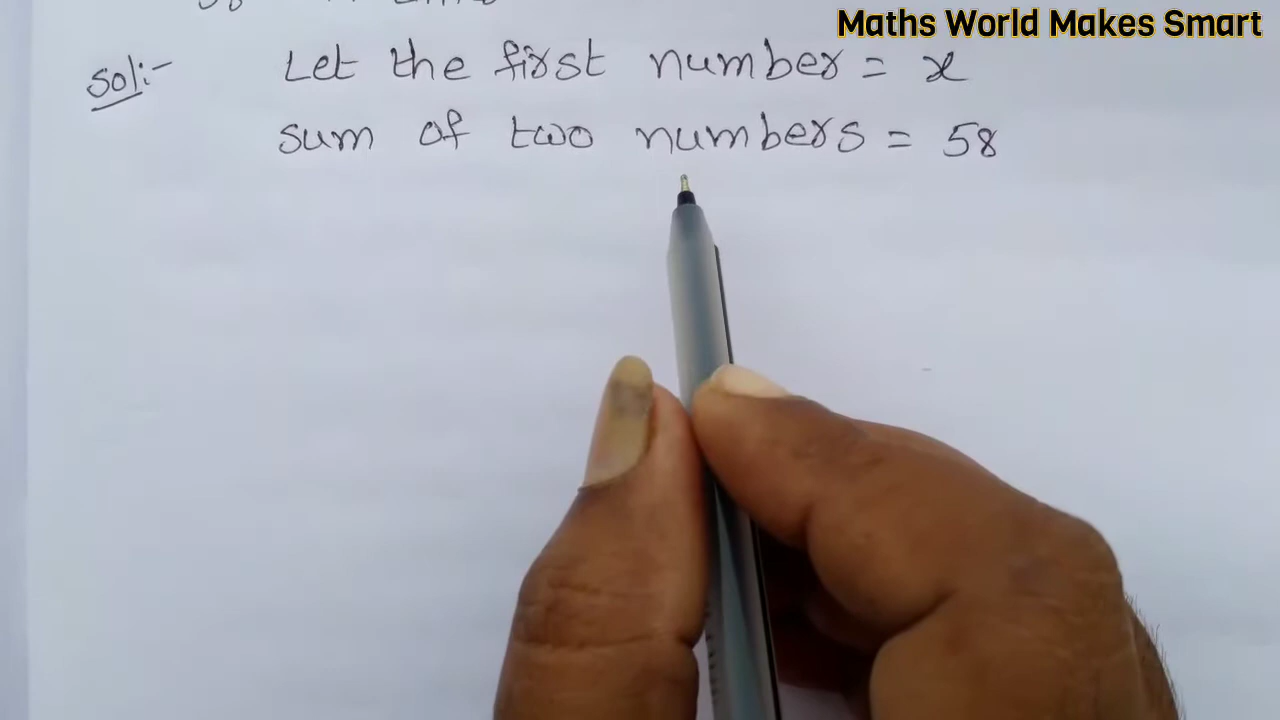 Maths World Makes Smart
Sol:- Let the first number = x
Sum of two numbers = 58